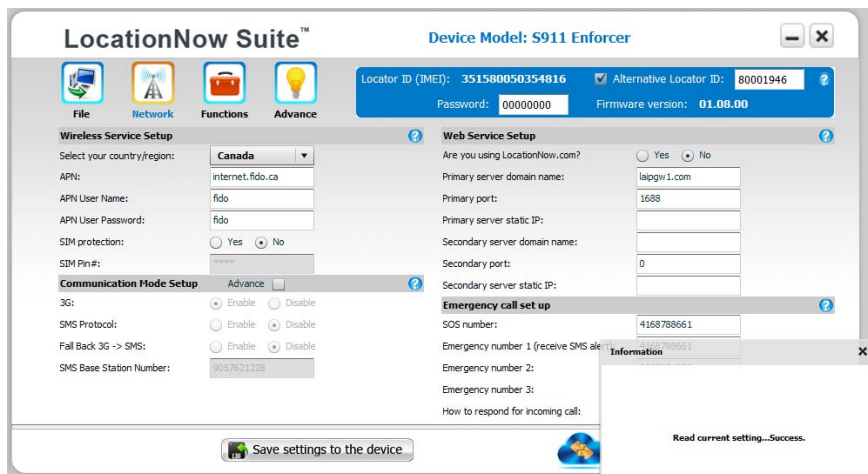 LocationNow Suite™
Device Model: S911 Enforcer
File
Network
Functions
Advance
Locator ID (IMEI): 351580050354816
Alternative Locator ID: 80001946
Password: 00000000
Firmware version: 01.08.00
Wireless Service Setup
Select your country/region: Canada
APN: internet.fido.ca
APN User Name: fido
APN User Password: fido
SIM protection: Yes No
SIM Pin#: ****
Communication Mode Setup Advance
3G: Enable Disable
SMS Protocol: Enable Disable
Fall Back 3G -> SMS: Enable Disable
SMS Base Station Number: 9057621228
Web Service Setup
Are you using LocationNow.com? Yes No
Primary server domain name: laipgw1.com
Primary port: 1688
Primary server static IP:
Secondary server domain name:
Secondary port: 0
Secondary server static IP:
Emergency call set up
SOS number: 4168788661
Emergency number 1 (receive SMS alert): 4168788661
Emergency number 2:
Emergency number 3:
How to respond for incoming call:
Information
Read current setting...Success.
Save settings to the device